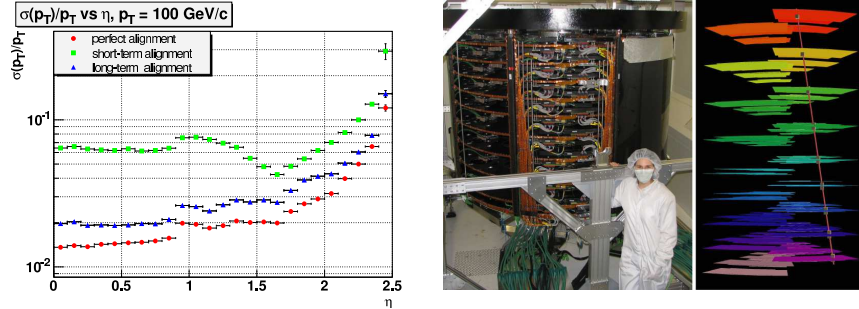 σ(p_T)/p_T vs η, p_T = 100 GeV/c
σ(p_T)/p_T
perfect alignment
short-term alignment
long-term alignment
10⁻¹
10⁻²
0 0.5 1 1.5 2 2.5
η